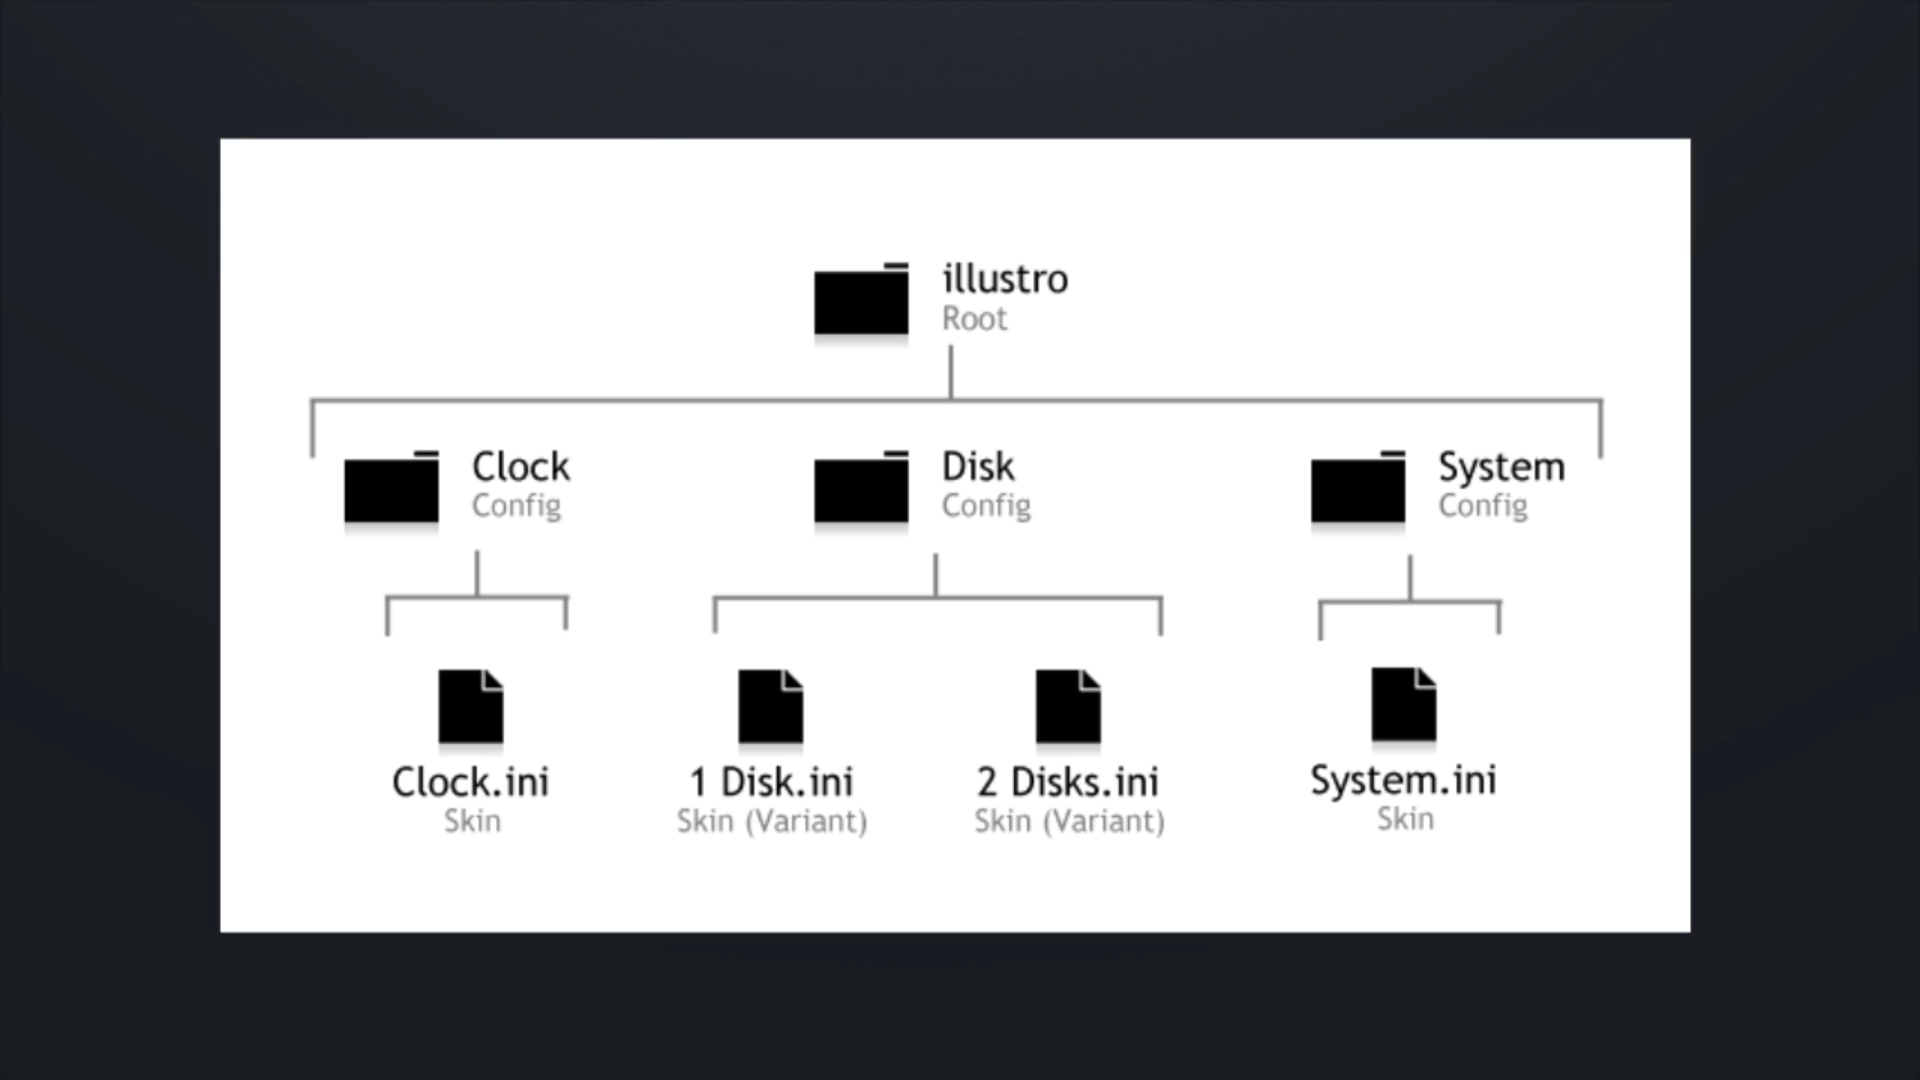 illustro
Root
Clock
Config
Disk
Config
System
Config
Clock.ini
Skin
1 Disk.ini
Skin (Variant)
2 Disks.ini
Skin (Variant)
System.ini
Skin